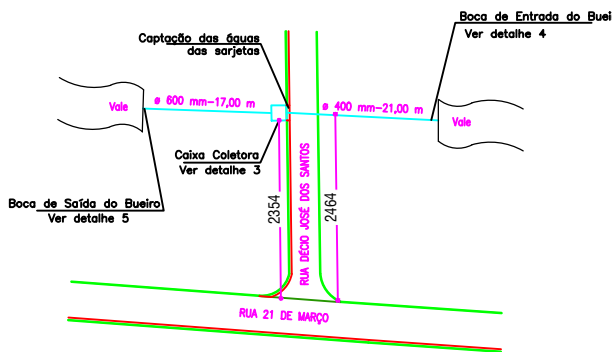 Boca de Entrada do Buei
Ver detalhe 4
Captação das águas
das sarjetas
ø 600 mm-17,00 m
ø 400 mm-21,00 m
Vale
Vale
Caixa Coletora
Ver detalhe 3
Boca de Saída do Bueiro
Ver detalhe 5
2354
RUA DÉCIO JOSÉ DOS SANTOS
2464
RUA 21 DE MARÇO